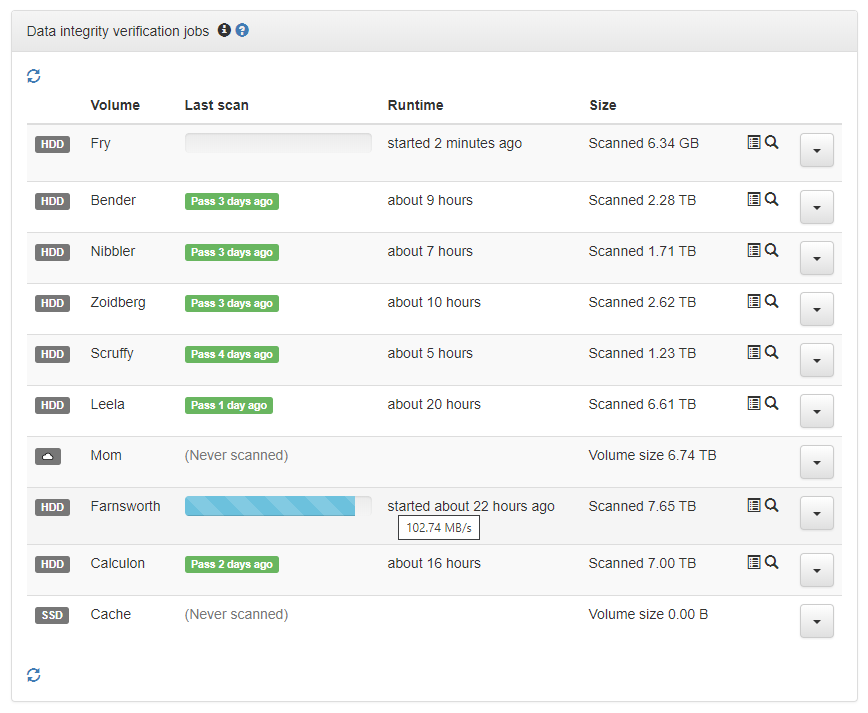 Data integrity verification jobs
Volume Last scan Runtime Size
HDD Fry started 2 minutes ago Scanned 6.34 GB
HDD Bender Pass 3 days ago about 9 hours Scanned 2.28 TB
HDD Nibbler Pass 3 days ago about 7 hours Scanned 1.71 TB
HDD Zoidberg Pass 3 days ago about 10 hours Scanned 2.62 TB
HDD Scruffy Pass 4 days ago about 5 hours Scanned 1.23 TB
HDD Leela Pass 1 day ago about 20 hours Scanned 6.61 TB
Mom (Never scanned) Volume size 6.74 TB
HDD Farnsworth started about 22 hours ago Scanned 7.65 TB
102.74 MB/s
HDD Calculon Pass 2 days ago about 16 hours Scanned 7.00 TB
SSD Cache (Never scanned) Volume size 0.00 B